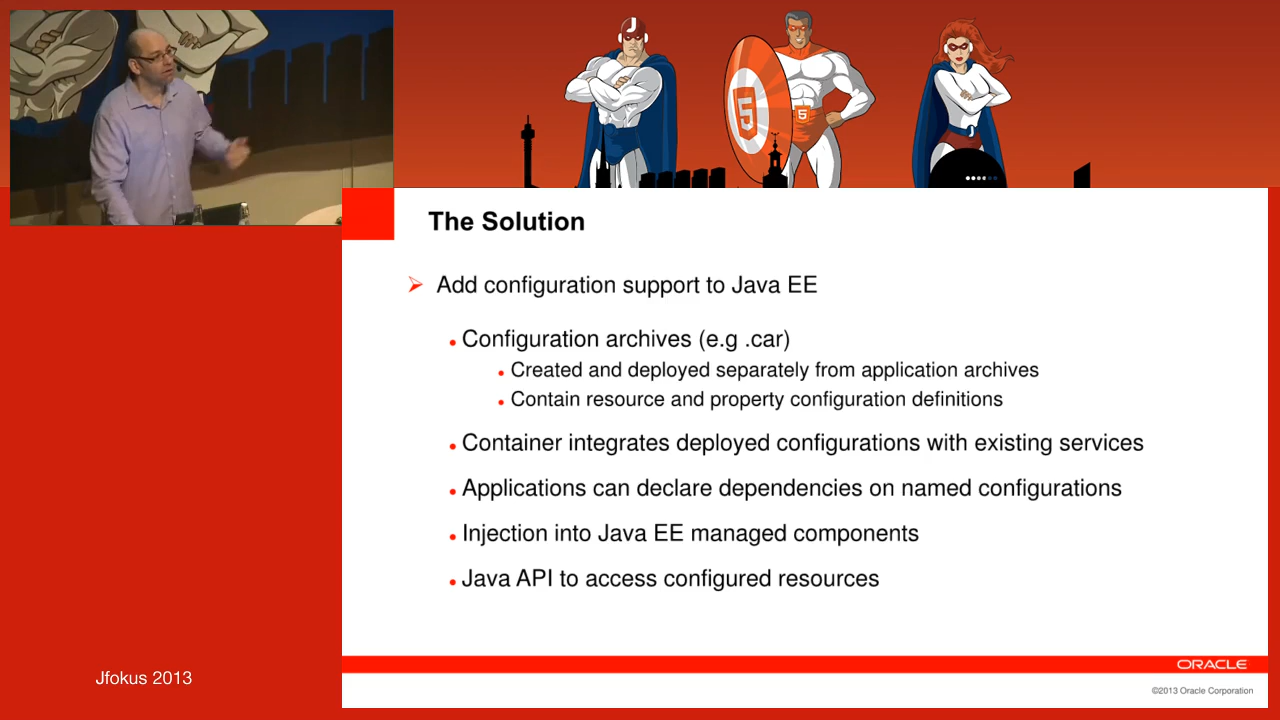 J
5
5
The Solution
Add configuration support to Java EE
Configuration archives (e.g .car)
Created and deployed separately from application archives
Contain resource and property configuration definitions
Container integrates deployed configurations with existing services
Applications can declare dependencies on named configurations
Injection into Java EE managed components
Java API to access configured resources
Jfokus 2013
ORACLE
©2013 Oracle Corporation